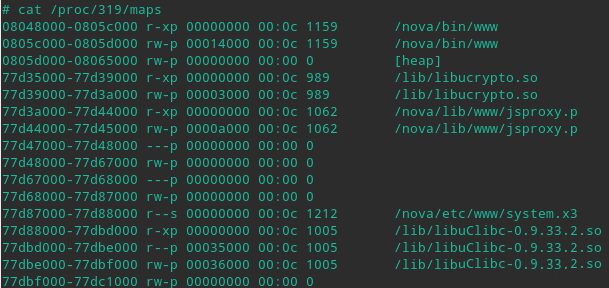 # cat /proc/319/maps
08048000-0805c000 r-xp 00000000 00:0c 1159 /nova/bin/www
0805c000-0805d000 rw-p 00014000 00:0c 1159 /nova/bin/www
0805d000-08065000 rw-p 00000000 00:00 0 [heap]
77d35000-77d39000 r-xp 00000000 00:0c 989 /lib/libucrypto.so
77d39000-77d3a000 rw-p 00003000 00:0c 989 /lib/libucrypto.so
77d3a000-77d44000 r-xp 00000000 00:0c 1062 /nova/lib/www/jsproxy.p
77d44000-77d45000 rw-p 0000a000 00:0c 1062 /nova/lib/www/jsproxy.p
77d47000-77d48000 ---p 00000000 00:00 0
77d48000-77d67000 rw-p 00000000 00:00 0
77d67000-77d68000 ---p 00000000 00:00 0
77d68000-77d87000 rw-p 00000000 00:00 0
77d87000-77d88000 r--s 00000000 00:0c 1212 /nova/etc/www/system.x3
77d88000-77dbd000 r-xp 00000000 00:0c 1005 /lib/libuClibc-0.9.33.2.so
77dbd000-77dbe000 r--p 00035000 00:0c 1005 /lib/libuClibc-0.9.33.2.so
77dbe000-77dbf000 rw-p 00036000 00:0c 1005 /lib/libuClibc-0.9.33.2.so
77dbf000-77dc1000 rw-p 00000000 00:00 0